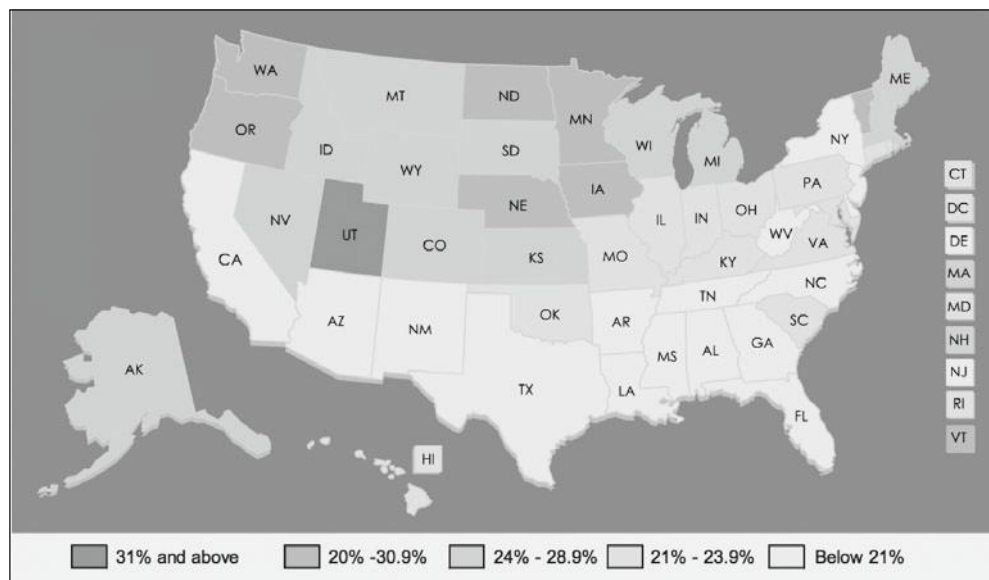 WA
MT
ND
MN
ME
OR
ID
SD
WI
MI
NY
WY
IA
PA
NE
NV
UT
CO
IL
IN
OH
WV
VA
CA
KS
MO
KY
AZ
NM
OK
AR
TN
NC
SC
MS
AL
GA
TX
LA
FL
AK
HI
CT
DC
DE
MA
MD
NH
NJ
RI
VT
31% and above
20% -30.9%
24% - 28.9%
21% - 23.9%
Below 21%